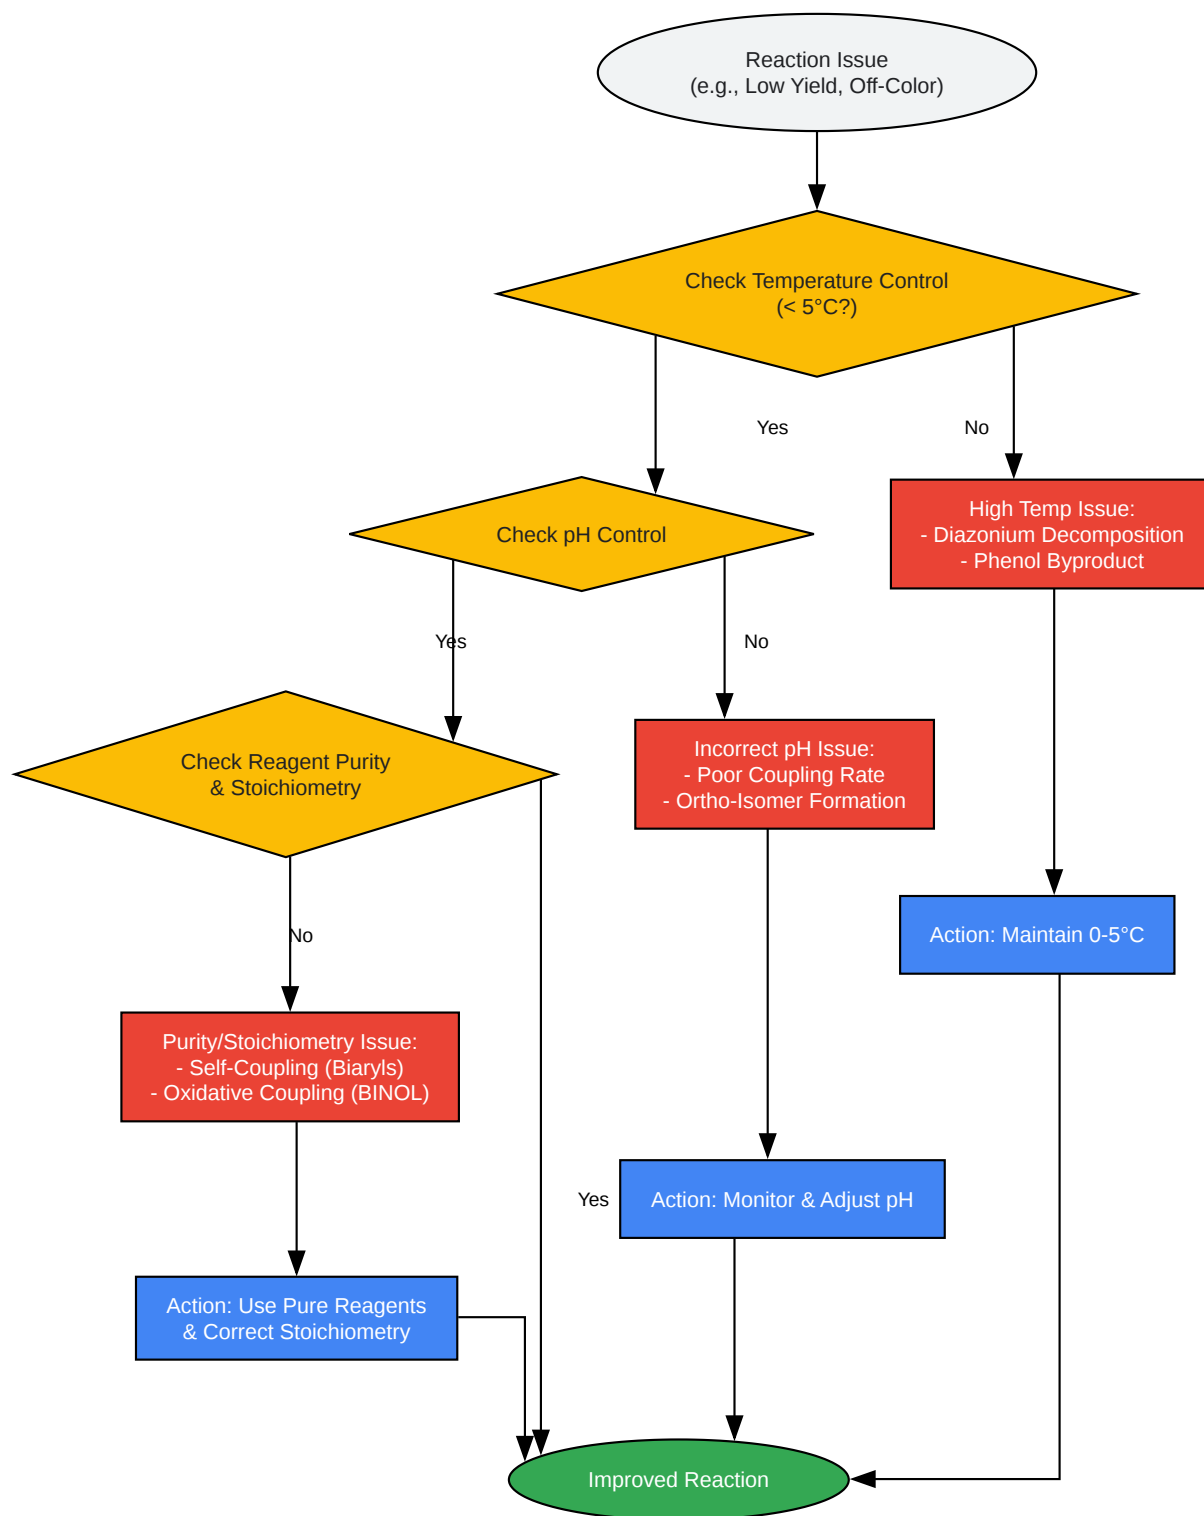 Reaction Issue
(e.g., Low Yield, Off-Color)
Check Temperature Control
(< 5°C?)
Yes
No
Check pH Control
High Temp Issue:
- Diazonium Decomposition
- Phenol Byproduct
Yes
No
Check Reagent Purity
& Stoichiometry
Incorrect pH Issue:
- Poor Coupling Rate
- Ortho-Isomer Formation
No
Action: Maintain 0-5°C
Purity/Stoichiometry Issue:
- Self-Coupling (Biaryls)
- Oxidative Coupling (BINOL)
Yes
Action: Monitor & Adjust pH
Action: Use Pure Reagents
& Correct Stoichiometry
Improved Reaction